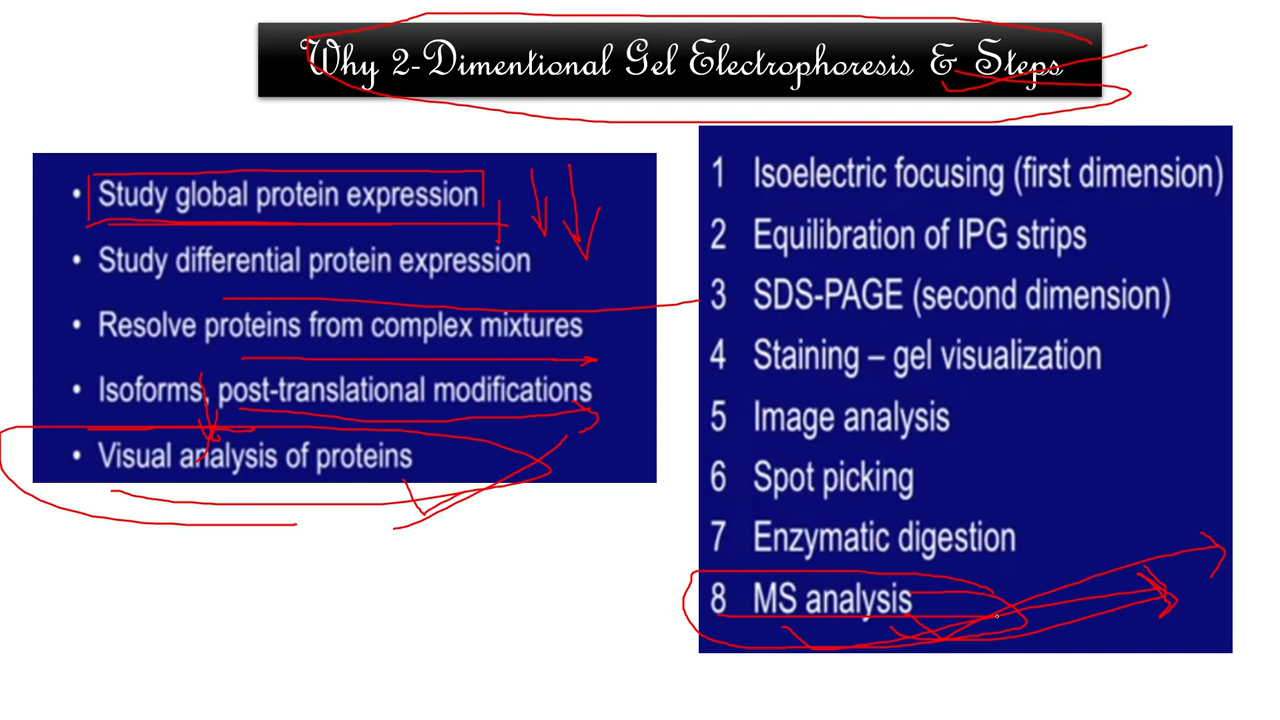 Why 2-Dimentional Gel Electrophoresis & Steps
• Study global protein expression
• Study differential protein expression
• Resolve proteins from complex mixtures
• Isoforms, post-translational modifications
• Visual analysis of proteins
1 Isoelectric focusing (first dimension)
2 Equilibration of IPG strips
3 SDS-PAGE (second dimension)
4 Staining – gel visualization
5 Image analysis
6 Spot picking
7 Enzymatic digestion
8 MS analysis